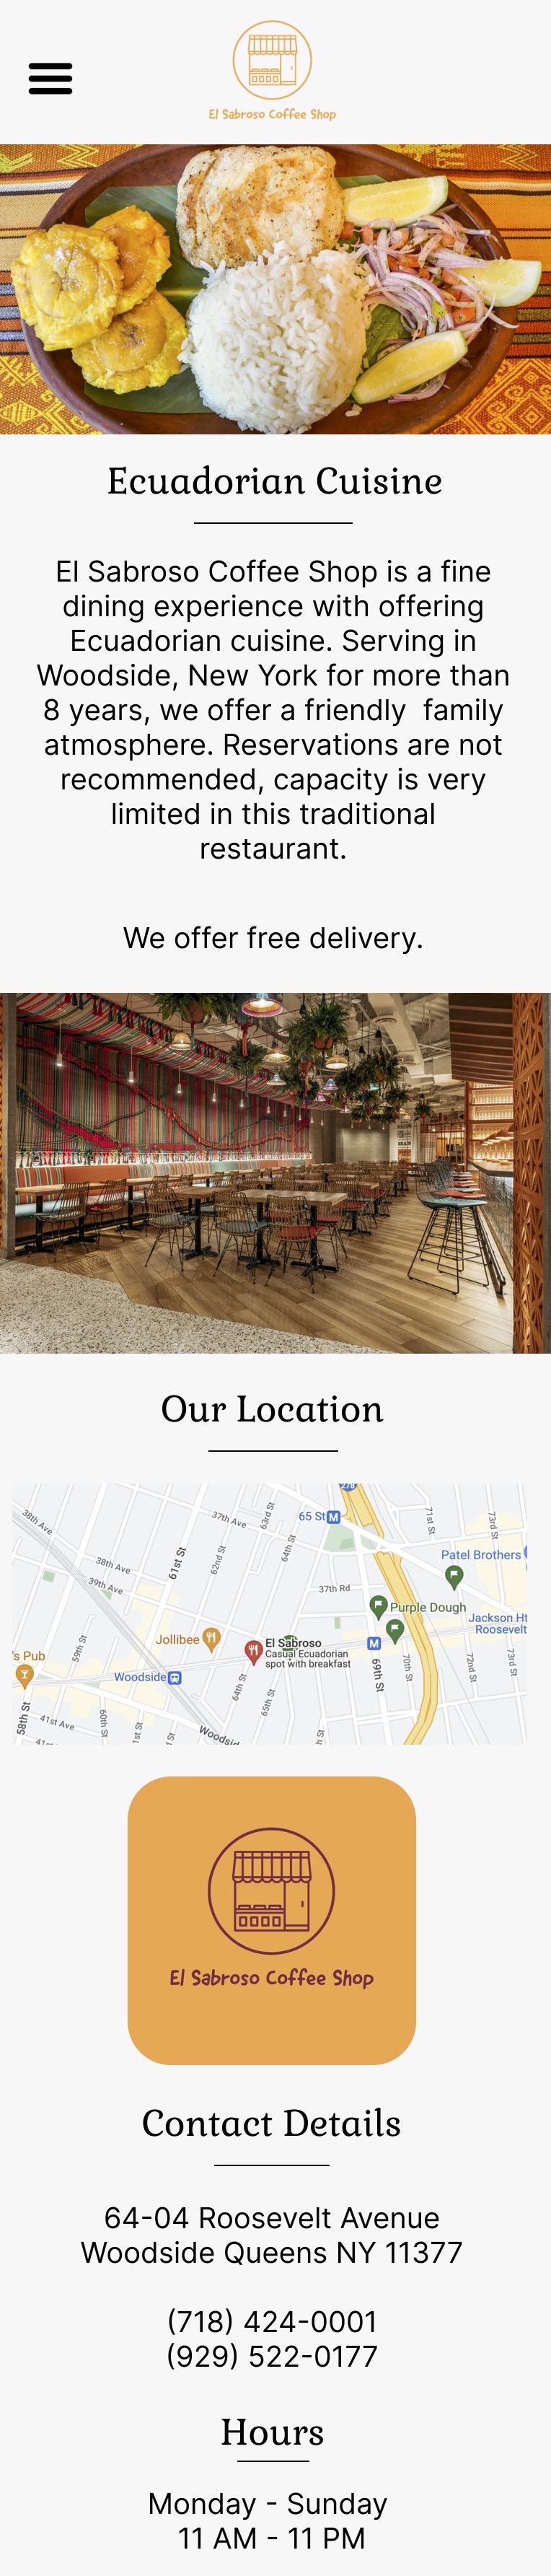 El Sabroso Coffee Shop
Ecuadorian Cuisine
El Sabroso Coffee Shop is a fine
dining experience with offering
Ecuadorian cuisine. Serving in
Woodside, New York for more than
8 years, we offer a friendly  family
atmosphere. Reservations are not
recommended, capacity is very
limited in this traditional
restaurant.
We offer free delivery.
Our Location
278
65 St M
38th Ave
37th Ave
63rd St
71st St
73rd St
64th St
Patel Brothers
61st St
62nd St
38th Ave
39th Ave
37th Rd
Purple Dough
Jackson Ht
Roosevelt
59th St
Jollibee
El Sabroso
Casual Ecuadorian
spot with breakfast
M
's Pub
Woodside
64th St
65th St
69th St
70th St
72nd St
73rd St
58th St
41st Ave
60th St
1st St
St
Woodsid
h St
El Sabroso Coffee Shop
Contact Details
64-04 Roosevelt Avenue
Woodside Queens NY 11377
(718) 424-0001
(929) 522-0177
Hours
Monday - Sunday
11 AM - 11 PM